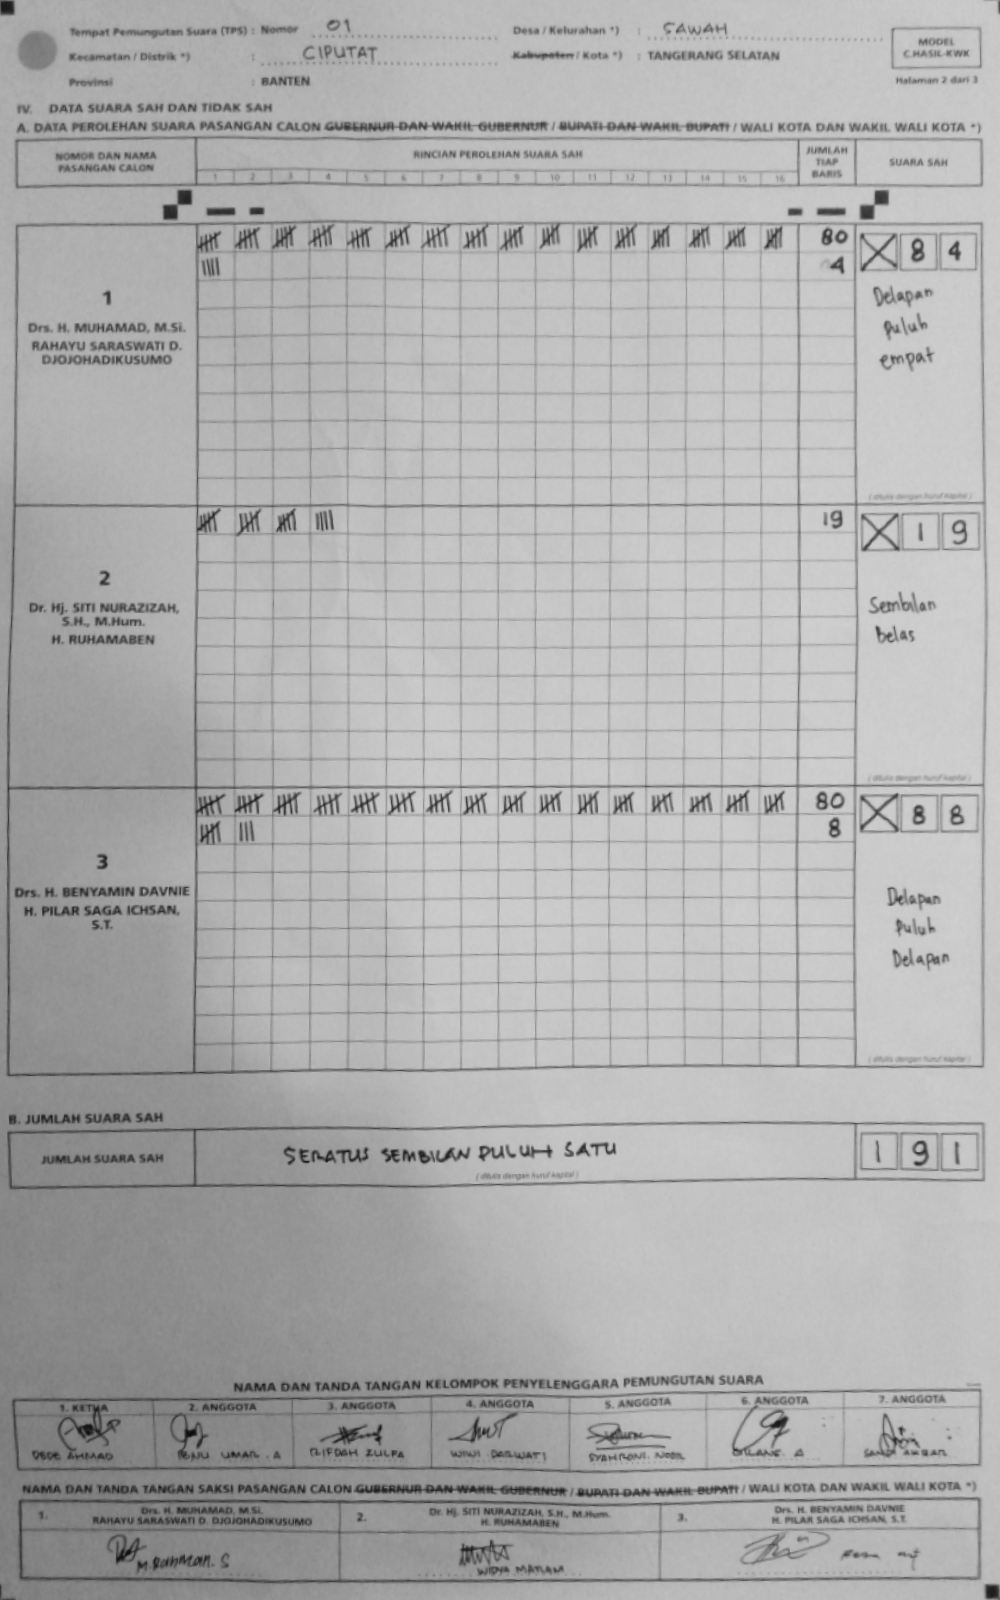 Tempat Pemungutan Suara (TPS) : Nomor 01 Desa / Kelurahan *) : SAWAH
Kecamatan / Distrik *) : CIPUTAT Kabupaten / Kota *) : TANGERANG SELATAN
Provinsi : BANTEN
MODEL
C.HASIL-KWK
Halaman 2 dari 3
IV. DATA SUARA SAH DAN TIDAK SAH
A. DATA PEROLEHAN SUARA PASANGAN CALON GUBERNUR DAN WAKIL GUBERNUR / BUPATI DAN WAKIL BUPATI / WALI KOTA DAN WAKIL WALI KOTA *)
NOMOR DAN NAMA
PASANGAN CALON
RINCIAN PEROLEHAN SUARA SAH
1 2 3 4 5 6 7 8 9 10 11 12 13 14 15 16
JUMLAH
TIAP
BARIS
SUARA SAH
1
Drs. H. MUHAMAD, M.Si.
RAHAYU SARASWATI D.
DJOJOHADIKUSUMO
80
4
X 8 4
Delapan
puluh
empat
( ditulis dengan huruf kapital )
2
Dr. Hj. SITI NURAZIZAH,
S.H., M.Hum.
H. RUHAMABEN
19
X 1 9
Sembilan
Belas
( ditulis dengan huruf kapital )
3
Drs. H. BENYAMIN DAVNIE
H. PILAR SAGA ICHSAN,
S.T.
80
8
X 8 8
Delapan
puluh
Delapan
( ditulis dengan huruf kapital )
B. JUMLAH SUARA SAH
JUMLAH SUARA SAH
SERATUS SEMBILAN PULUH SATU
( ditulis dengan huruf kapital )
1 9 1
NAMA DAN TANDA TANGAN KELOMPOK PENYELENGGARA PEMUNGUTAN SUARA
1. KETUA 2. ANGGOTA 3. ANGGOTA 4. ANGGOTA 5. ANGGOTA 6. ANGGOTA 7. ANGGOTA
DEDE AHMAD UMAR . A RIFDAH ZULFA WIWI DARWATI SYAHRONI. NOOR
NAMA DAN TANDA TANGAN SAKSI PASANGAN CALON GUBERNUR DAN WAKIL GUBERNUR / BUPATI DAN WAKIL BUPATI / WALI KOTA DAN WAKIL WALI KOTA *)
1. Drs. H. MUHAMAD, M.Si.
RAHAYU SARASWATI D. DJOJOHADIKUSUMO
2. Dr. Hj. SITI NURAZIZAH, S.H., M.Hum.
H. RUHAMABEN
3. Drs. H. BENYAMIN DAVNIE
H. PILAR SAGA ICHSAN, S.T.
M. Rahman. S